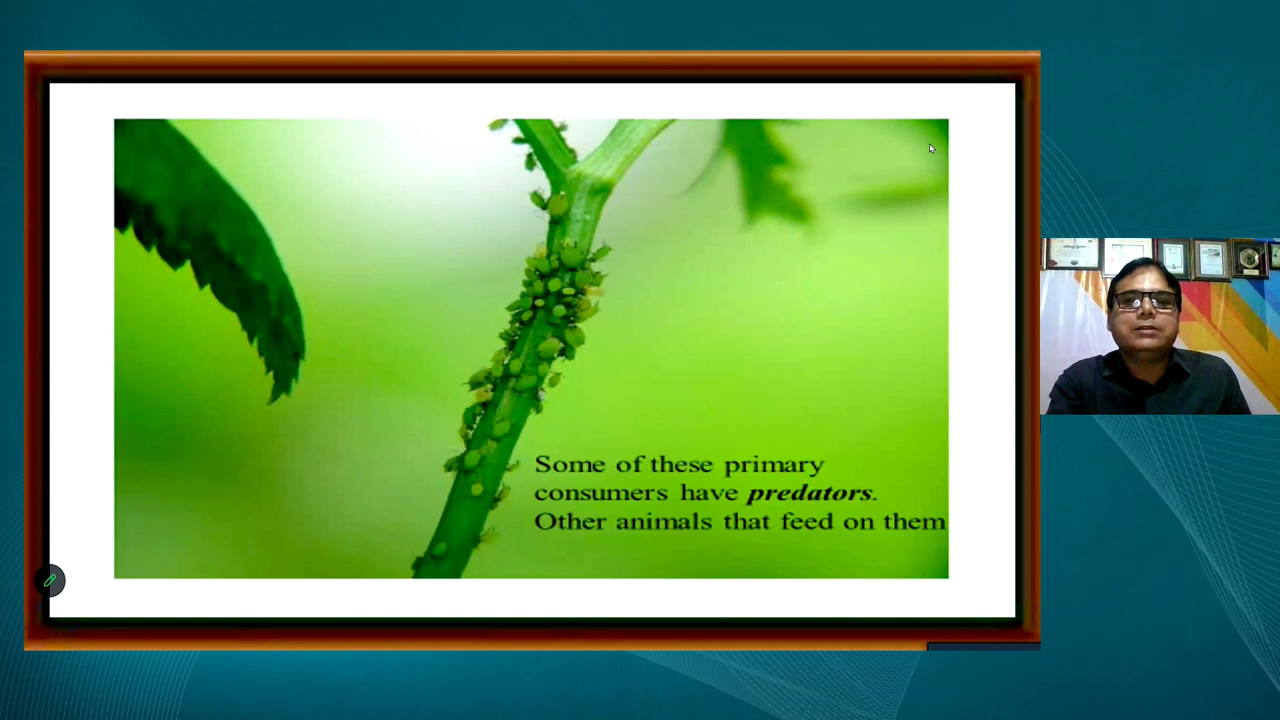 Some of these primary
consumers have predators.
Other animals that feed on them